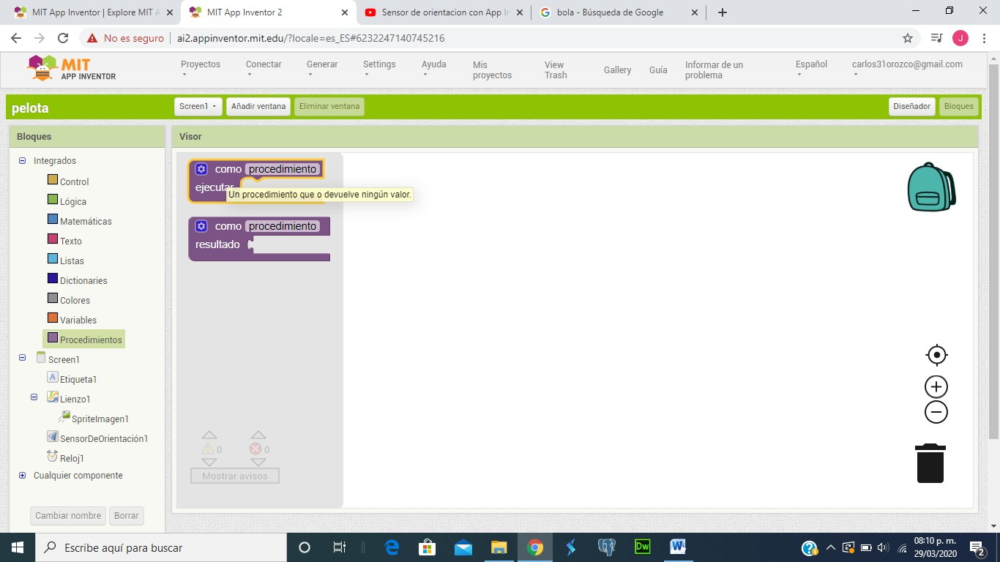 MIT App Inventor | Explore MIT A
MIT App Inventor 2
Sensor de orientacion con App In
bola - Búsqueda de Google
No es seguro
ai2.appinventor.mit.edu/?locale=es_ES#6232247140745216
J
MIT
APP INVENTOR
Proyectos
Conectar
Generar
Settings
Ayuda
Mis
proyectos
View
Trash
Gallery
Guía
Informar de un
problema
Español
carlos31orozco@gmail.com
pelota
Screen1
Añadir ventana
Eliminar ventana
Diseñador
Bloques
Bloques
Visor
Integrados
Control
Lógica
Matemáticas
Texto
Listas
Dictionaries
Colores
Variables
Procedimientos
Screen1
A
Etiqueta1
Lienzo1
SpriteImagen1
SensorDeOrientación1
Reloj1
Cualquier componente
Cambiar nombre
Borrar
como procedimiento
ejecutar
Un procedimiento que o devuelve ningún valor.
como procedimiento
resultado
0
0
Mostrar avisos
Escribe aquí para buscar
Dw
W
08:10 p. m.
29/03/2020
2